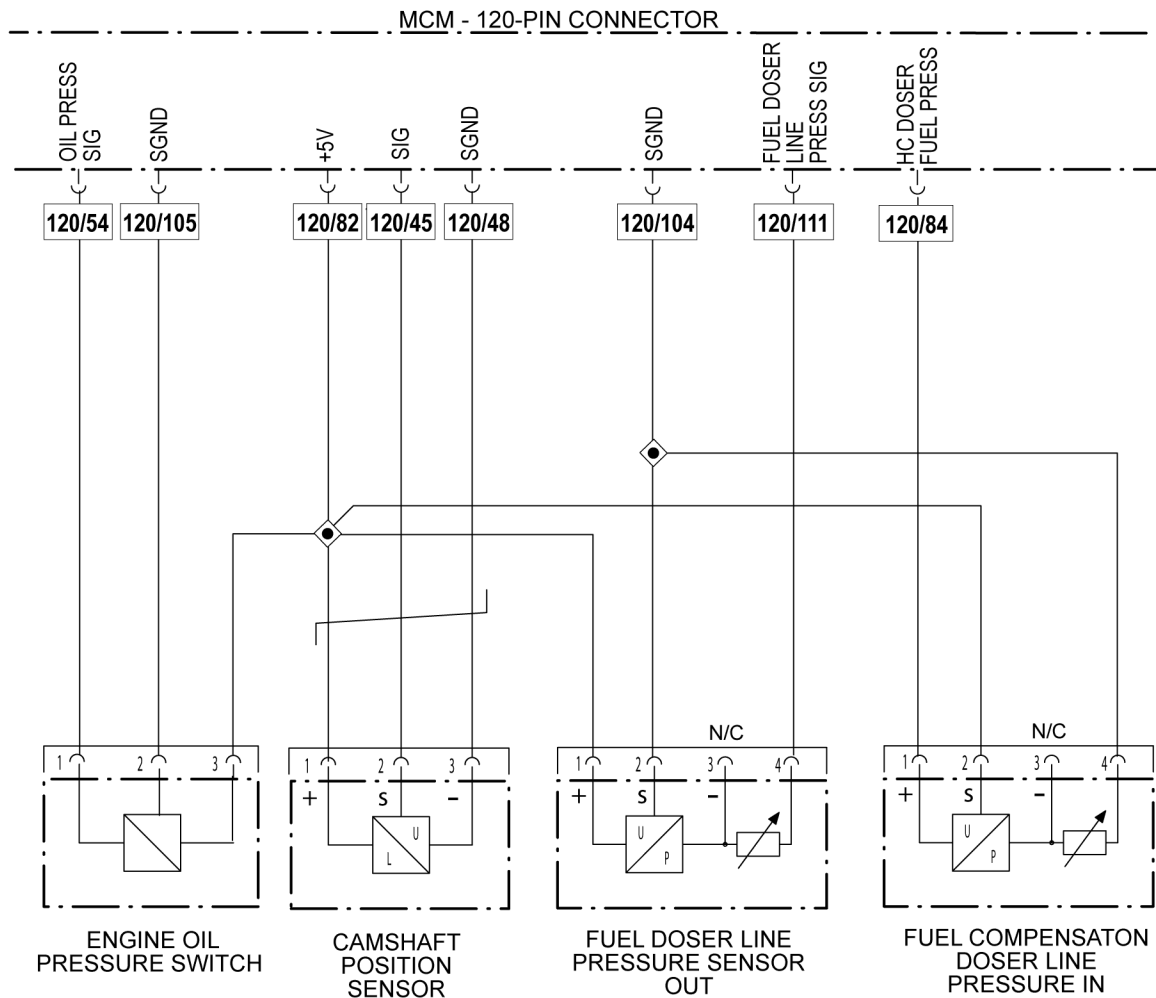 MCM - 120-PIN CONNECTOR
OIL PRESS
SIG
SGND
+5V
SIG
SGND
SGND
FUEL DOSER
LINE
PRESS SIG
HC DOSER
FUEL PRESS
120/54
120/105
120/82
120/45
120/48
120/104
120/111
120/84
N/C
N/C
1 2 3
1 2 3
1 2 3 4
1 2 3 4
+ S -
+ S -
+ S -
U
L
U
P
U
P
ENGINE OIL
PRESSURE SWITCH
CAMSHAFT
POSITION
SENSOR
FUEL DOSER LINE
PRESSURE SENSOR
OUT
FUEL COMPENSATON
DOSER LINE
PRESSURE IN